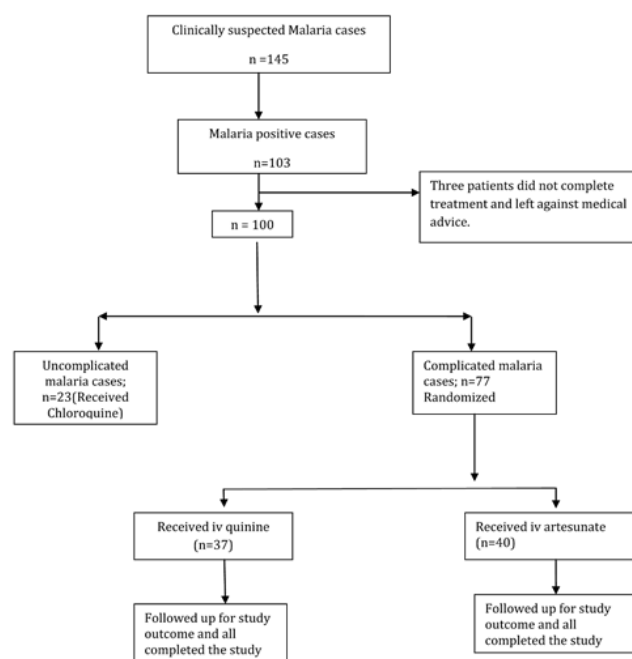 Clinically suspected Malaria cases
n =145
Malaria positive cases
n=103
Three patients did not complete
treatment and left against medical
advice.
n = 100
Uncomplicated
malaria cases;
n=23(Received
Chloroquine)
Complicated malaria
cases; n=77
Randomized
Received iv quinine
(n=37)
Received iv artesunate
(n=40)
Followed up for study
outcome and all
completed the study
Followed up for study
outcome and all
completed the study